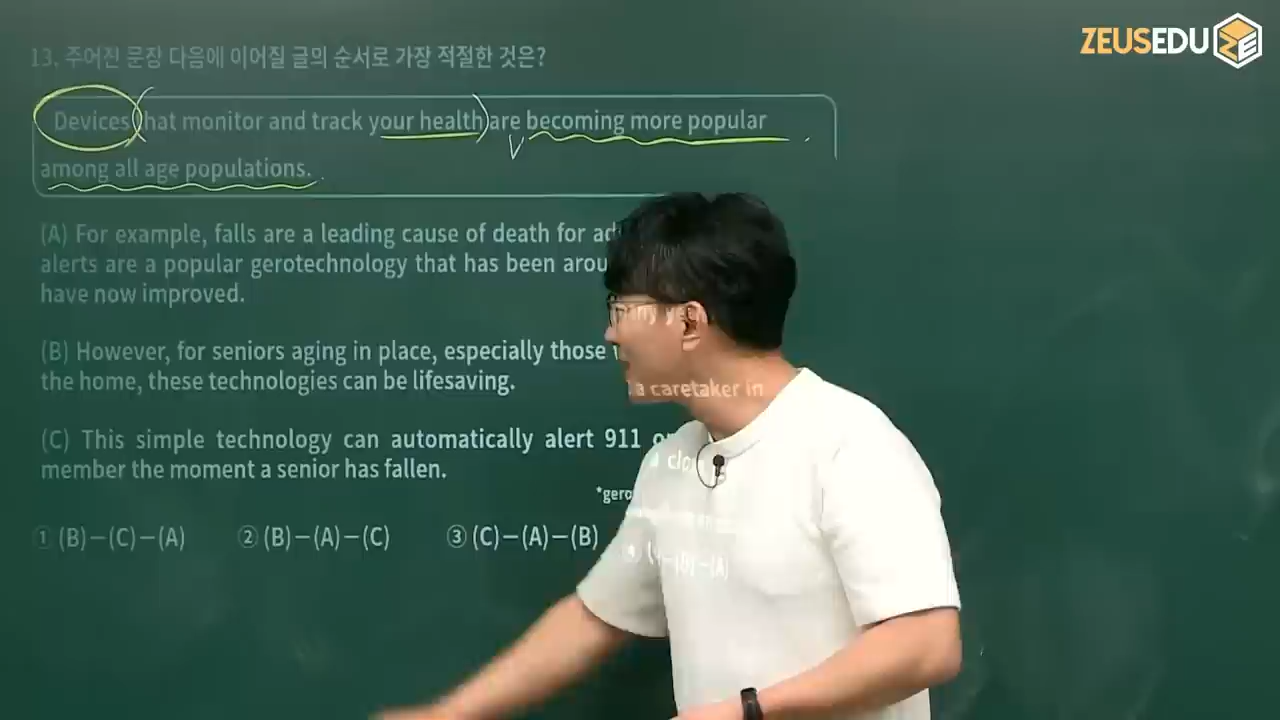 ZEUSEDU
13. 주어진 문장 다음에 이어질 글의 순서로 가장 적절한 것은?
Devices that monitor and track your health are becoming more popular
among all age populations.
(A) For example, falls are a leading cause of death for
alerts are a popular gerotechnology that has been
have now improved.
(B) However, for seniors aging in place, especially those
a caretaker in
the home, these technologies can be lifesaving.
(C) This simple technology can automatically alert 911
member the moment a senior has fallen.
① (B)-(C)-(A) ② (B)-(A)-(C) ③ (C)-(A)-(B)